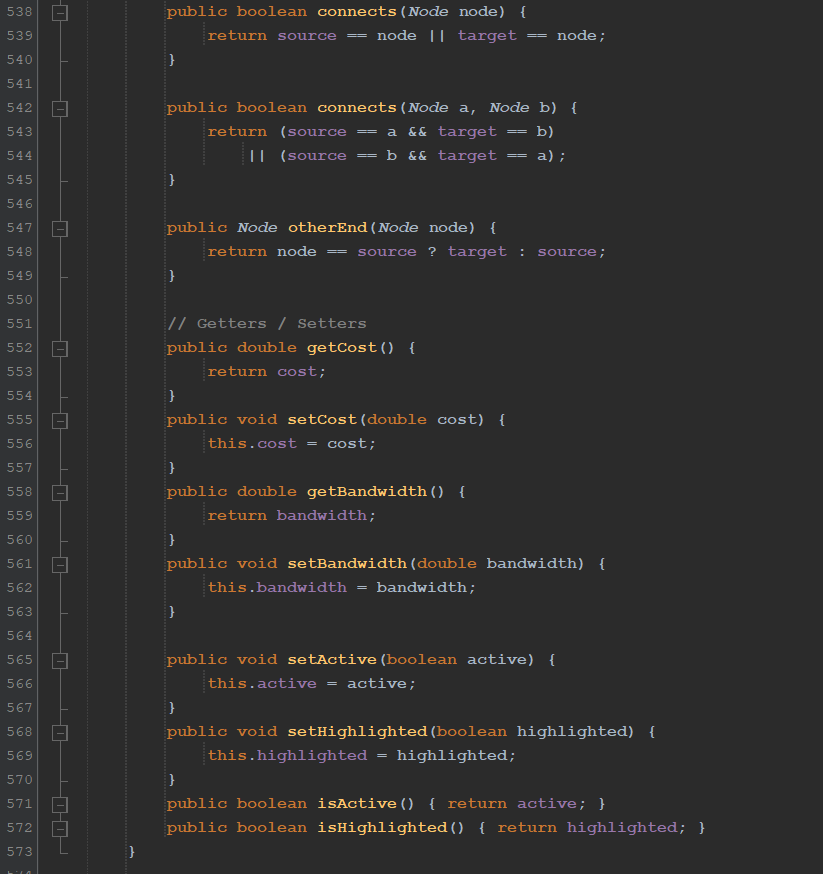 538 public boolean connects(Node node) {
539 return source == node || target == node;
540 }
541
542 public boolean connects(Node a, Node b) {
543 return (source == a && target == b)
544 || (source == b && target == a);
545 }
546
547 public Node otherEnd(Node node) {
548 return node == source ? target : source;
549 }
550
551 // Getters / Setters
552 public double getCost() {
553 return cost;
554 }
555 public void setCost(double cost) {
556 this.cost = cost;
557 }
558 public double getBandwidth() {
559 return bandwidth;
560 }
561 public void setBandwidth(double bandwidth) {
562 this.bandwidth = bandwidth;
563 }
564
565 public void setActive(boolean active) {
566 this.active = active;
567 }
568 public void setHighlighted(boolean highlighted) {
569 this.highlighted = highlighted;
570 }
571 public boolean isActive() { return active; }
572 public boolean isHighlighted() { return highlighted; }
573 }